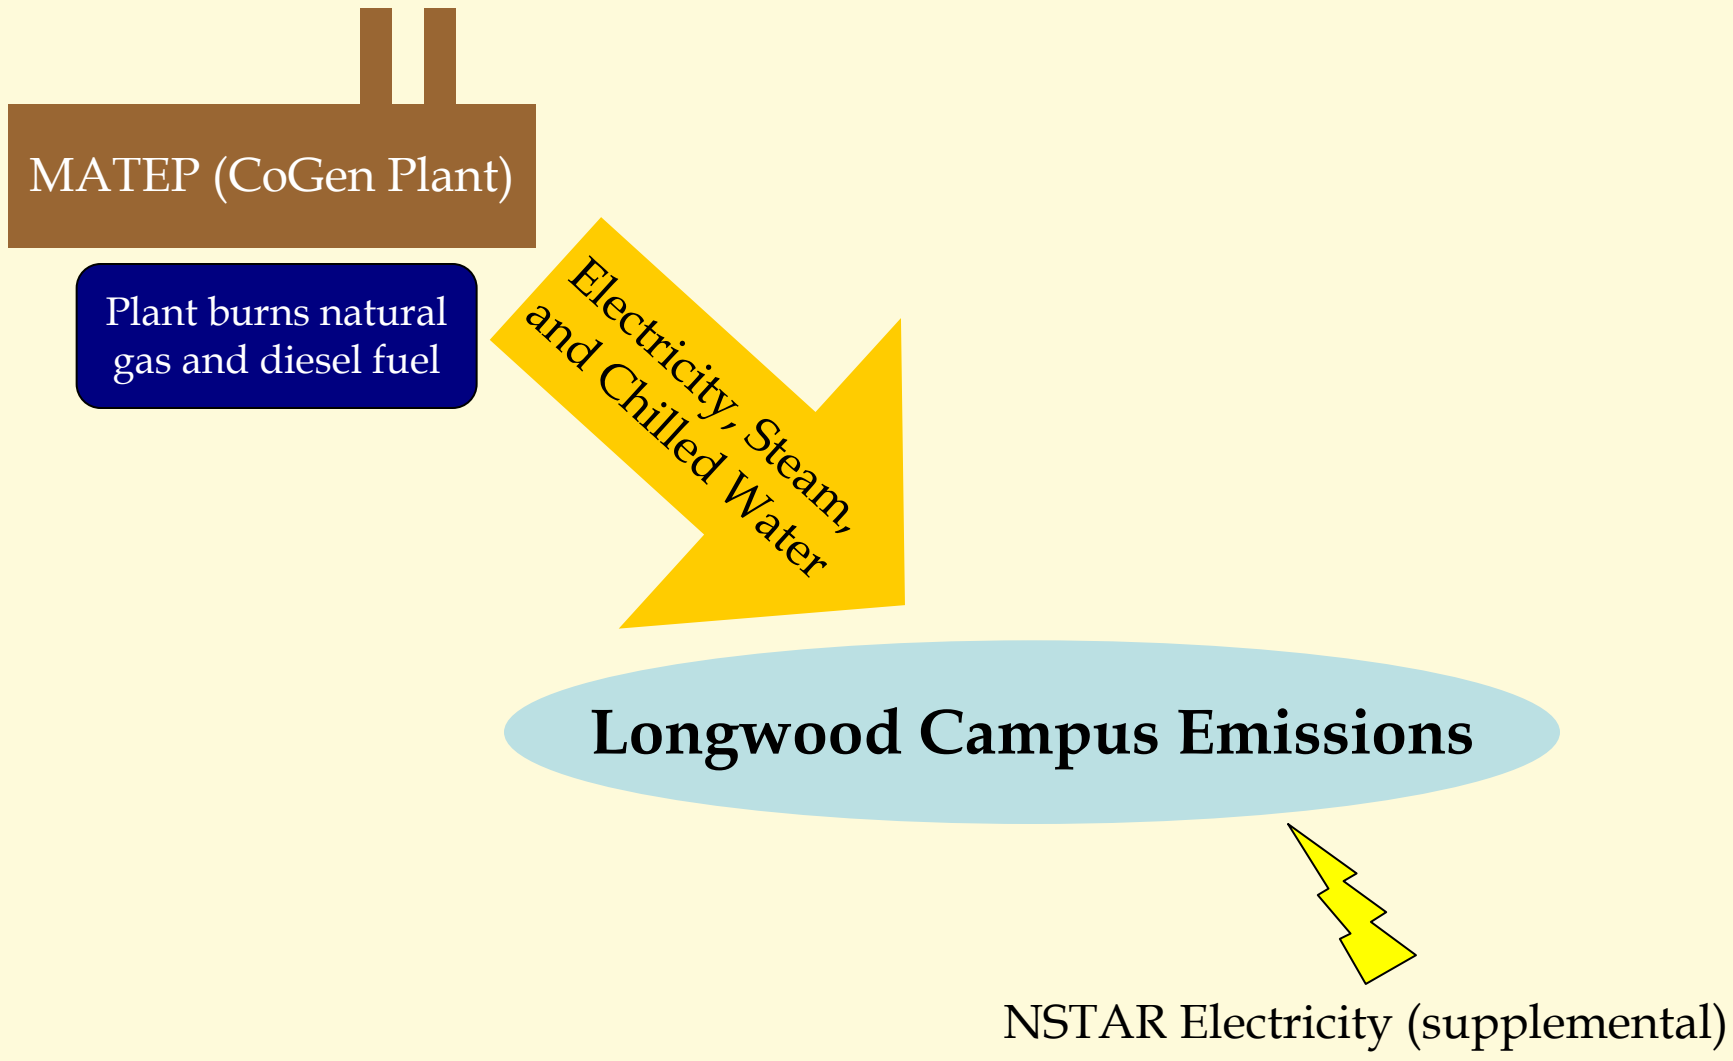 MATEP (CoGen Plant)
Plant burns natural
gas and diesel fuel
Electricity, Steam,
and Chilled Water
Longwood Campus Emissions
NSTAR Electricity (supplemental)